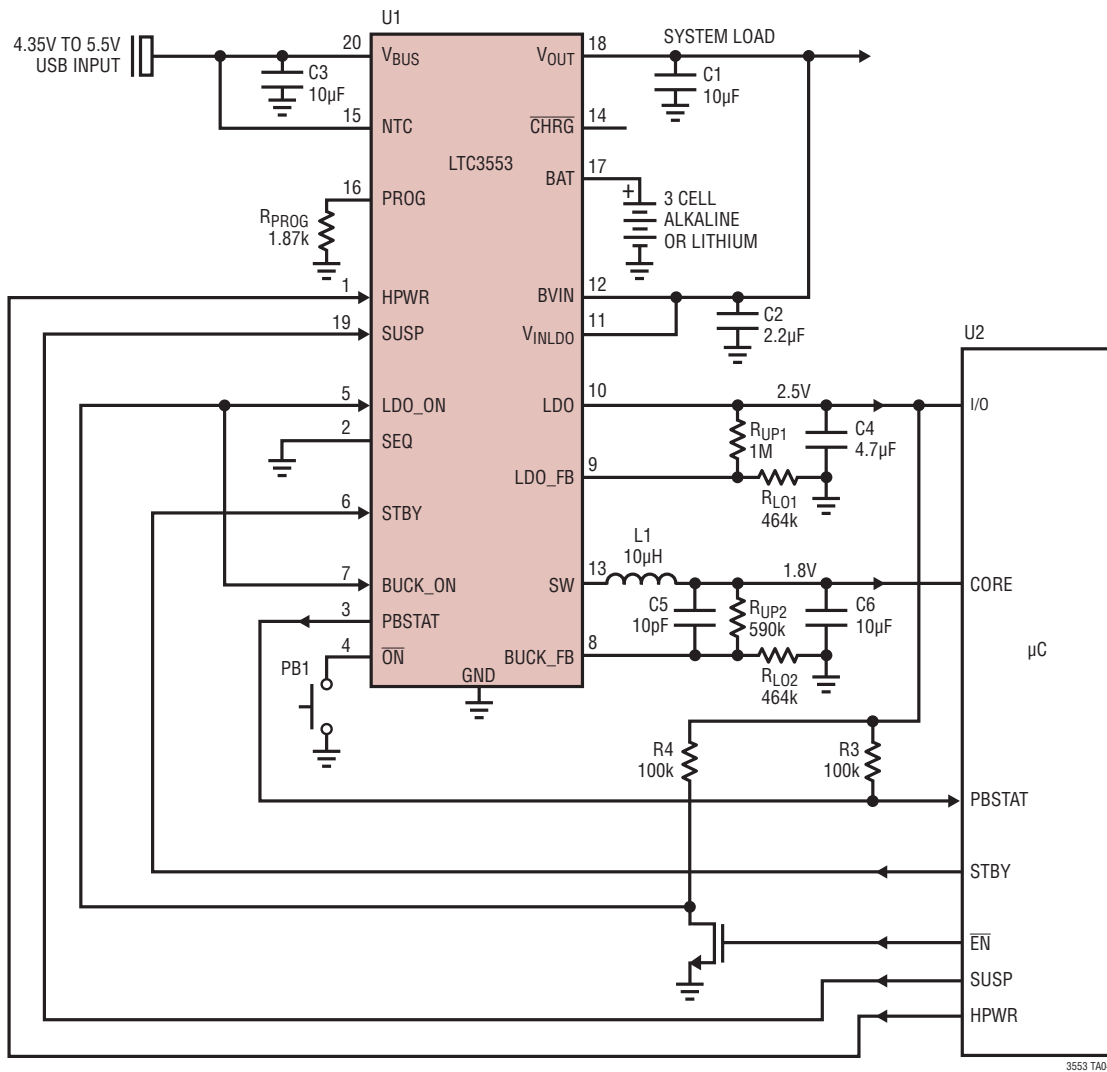 U1
4.35V TO 5.5V
USB INPUT
20
VBUS
C3
10µF
15
NTC
16
PROG
RPROG
1.87k
1
HPWR
19
SUSP
5
LDO_ON
2
SEQ
6
STBY
7
BUCK_ON
3
PBSTAT
4
ON
PB1
GND
LTC3553
VOUT
18
SYSTEM LOAD
C1
10µF
CHRG
14
BAT
17
+
3 CELL
ALKALINE
OR LITHIUM
BVIN
12
VINLDO
11
C2
2.2µF
LDO
10
2.5V
RUP1
1M
C4
4.7µF
LDO_FB
9
RLO1
464k
L1
10µH
SW
13
1.8V
C5
10pF
RUP2
590k
C6
10µF
BUCK_FB
8
RLO2
464k
R4
100k
R3
100k
U2
I/O
CORE
µC
PBSTAT
STBY
EN
SUSP
HPWR